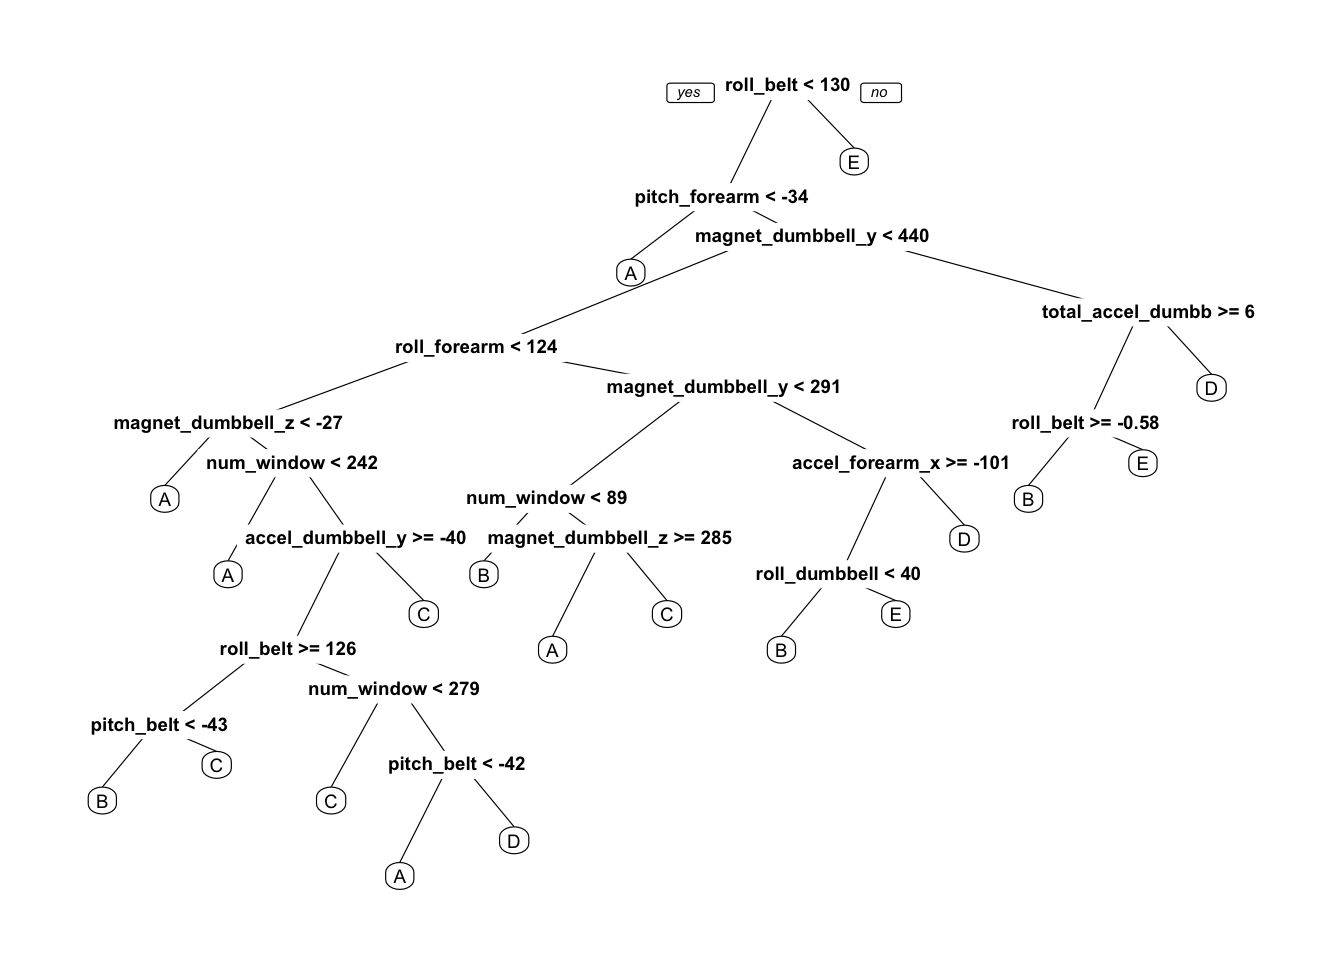 yes roll_belt < 130 no
E
pitch_forearm < -34
magnet_dumbbell_y < 440
A
total_accel_dumbb >= 6
roll_forearm < 124
magnet_dumbbell_y < 291
D
magnet_dumbbell_z < -27
roll_belt >= -0.58
num_window < 242
accel_forearm_x >= -101
E
A
num_window < 89
B
accel_dumbbell_y >= -40
magnet_dumbbell_z >= 285
D
A
B
roll_dumbbell < 40
C
C
E
roll_belt >= 126
A
B
num_window < 279
pitch_belt < -43
C
pitch_belt < -42
B
C
D
A